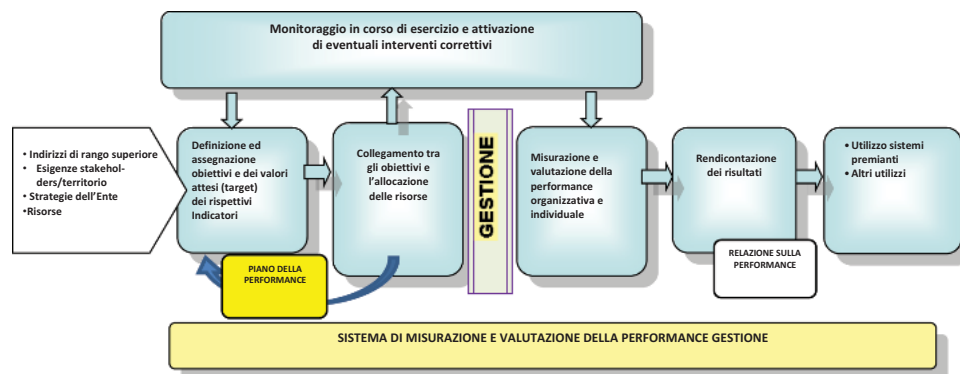 Monitoraggio in corso di esercizio e attivazione
di eventuali interventi correttivi
• Indirizzi di rango superiore
• Esigenze stakehol-
ders/territorio
• Strategie dell'Ente
•Risorse
Definizione ed
assegnazione
obiettivi e dei valori
attesi (target)
dei rispettivi
Indicatori
PIANO DELLA
PERFORMANCE
Collegamento tra
gli obiettivi e
l'allocazione
delle risorse
GESTIONE
Misurazione e
valutazione della
performance
organizzativa e
individuale
Rendicontazione
dei risultati
RELAZIONE SULLA
PERFORMANCE
• Utilizzo sistemi
premianti
• Altri utilizzi
SISTEMA DI MISURAZIONE E VALUTAZIONE DELLA PERFORMANCE GESTIONE